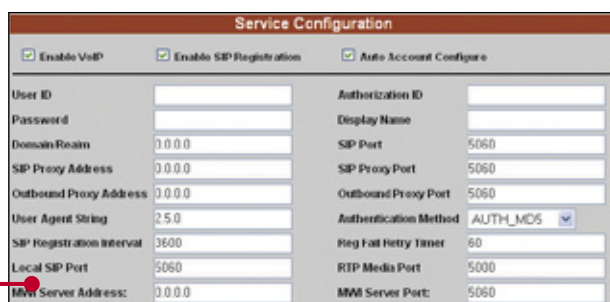 Service Configuration
Enable VoIP Enable SIP Registration Auto Account Configure
User ID Authorization ID
Password Display Name
Domain/Realm 0.0.0.0 SIP Port 5060
SIP Proxy Address 0.0.0.0 SIP Proxy Port 5060
Outbound Proxy Address 0.0.0.0 Outbound Proxy Port 5060
User Agent String 2.5.0 Authentication Method AUTH_MD5
SIP Registration Interval 3600 Reg Fail Retry Timer 60
Local SIP Port 5060 RTP Media Port 5000
MWI Server Address: 0.0.0.0 MWI Server Port: 5060